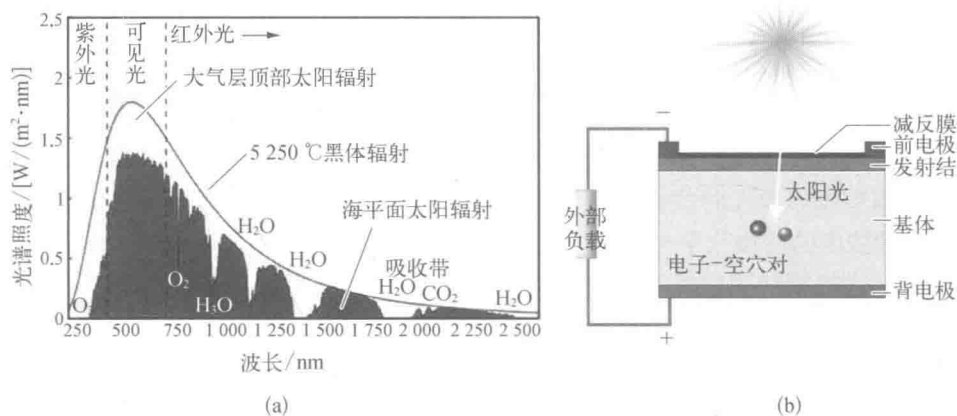 2.5
2
1.5
1
0.5
0
光谱照度/[W/(m²·nm)]
紫外光
可见光
红外光
大气层顶部太阳辐射
5 250 ℃黑体辐射
海平面太阳辐射
H₂O
H₂O
吸收带
H₂O
CO₂
H₂O
O₂
H₃O
O₃
250 500 750 1 000 1 250 1 500 1 750 2 000 2 250 2 500
波长/nm
(a)
−
减反膜
前电极
发射结
太阳光
外部
负载
基体
电子-空穴对
背电极
+
(b)